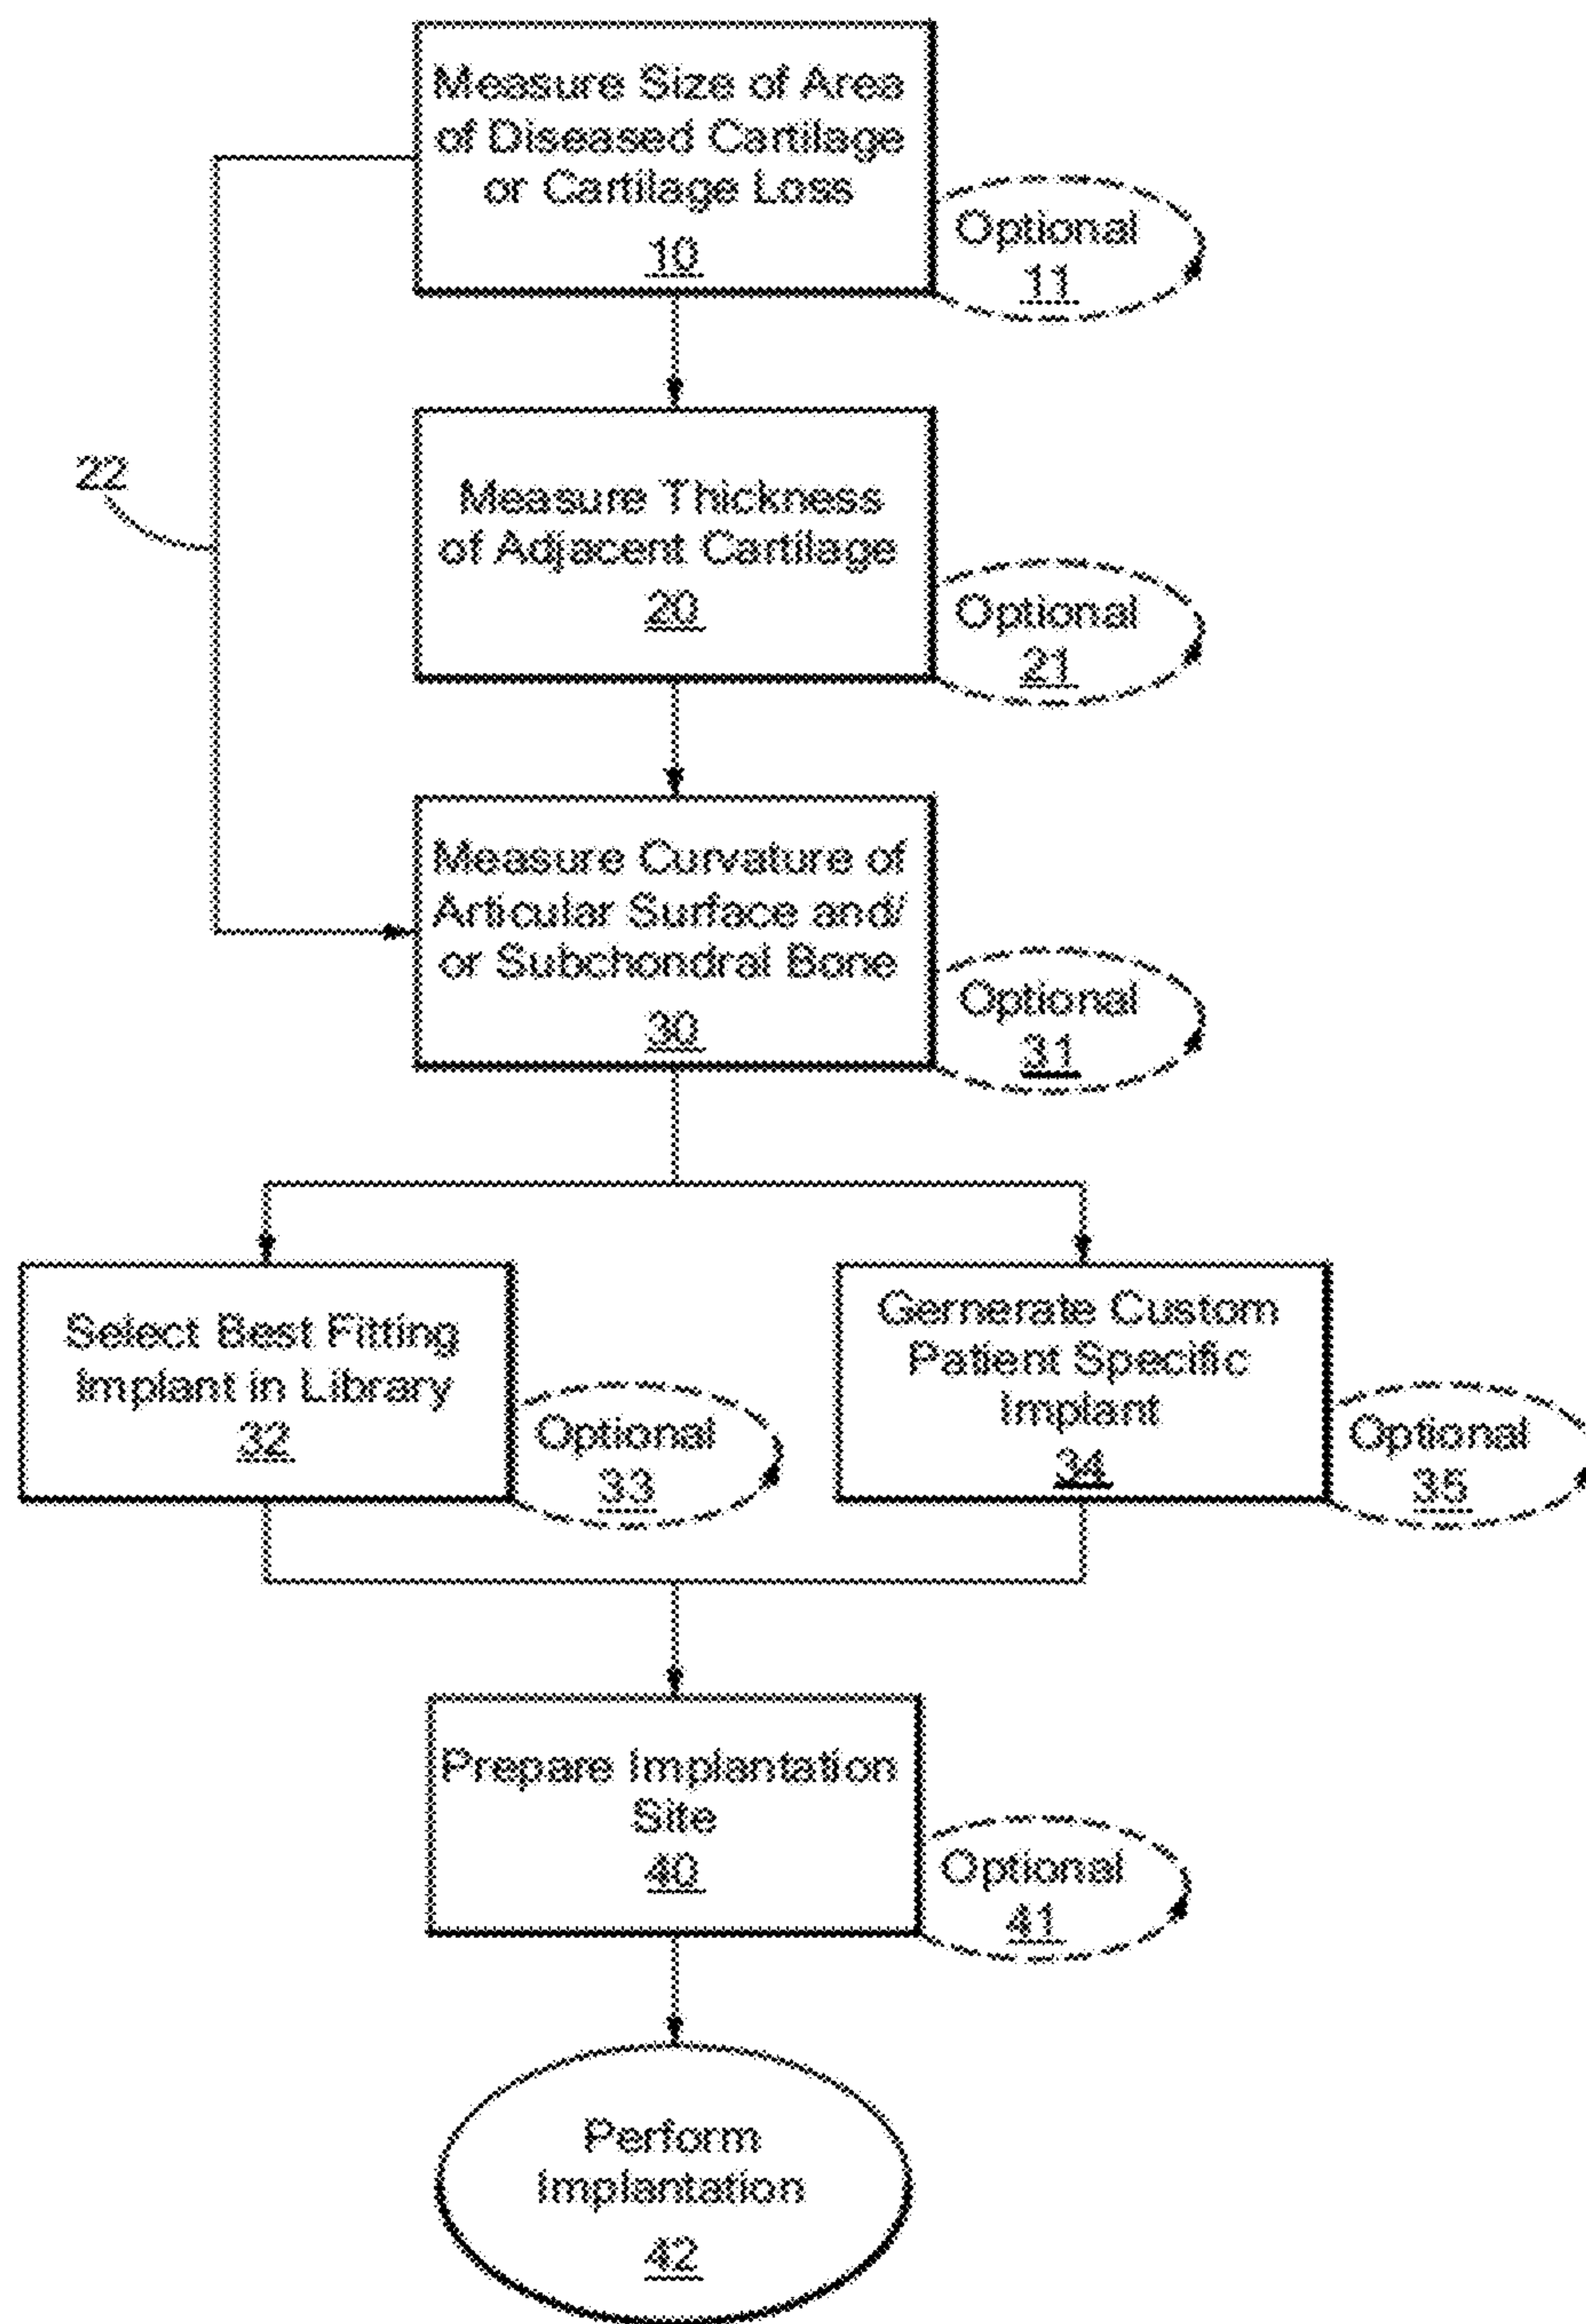 Measure Size of Area
of Diseased Cartilage
or Cartilage Loss
10
Optional
11
22
Measure Thickness
of Adjacent Cartilage
20
Optional
21
Measure Curvature of
Articular Surface and/
or Subchondral Bone
30
Optional
31
Select Best Fitting
Implant in Library
32
Optional
33
Gernerate Custom
Patient Specific
Implant
34
Optional
35
Prepare Implantation
Site
40
Optional
41
Perform
Implantation
42